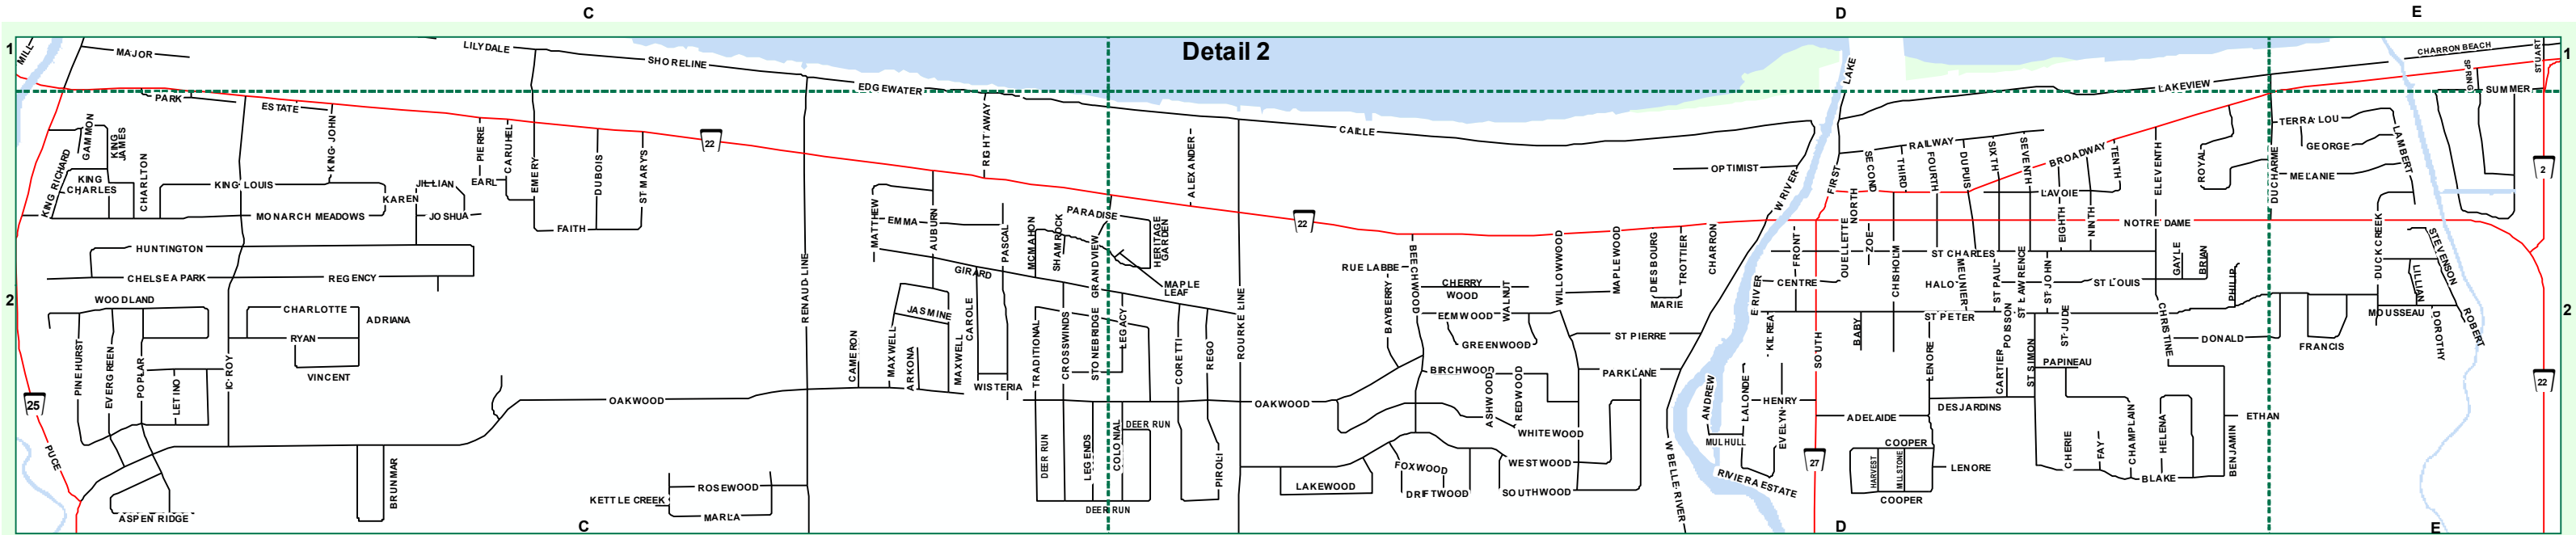 C
D
E
1
MILL
MAJOR
LILYDALE
SHORELINE
Detail 2
EDGEWATER
LAKE
LAKEVIEW
CHARRON BEACH
SPRING
STUART
1
SUMMER
PARK
ESTATE
KING RICHARD
GAMMON
KING
JAMES
KING
CHARLES
CHARLTON
KING JOHN
KING LOUIS
MONARCH MEADOWS
KAREN
JILLIAN
JOSHUA
PIERRE
EARL
CARUHEL
EMERY
DUBOIS
ST MARY'S
FAITH
22
RIGHT AWAY
CAILLE
ALEXANDER
OPTIMIST
W RIVER
FIRST
SECOND
THIRD
RAILWAY
FOURTH
DUPUIS
SIXTH
SEVENTH
BROADWAY
TENTH
ELEVENTH
ROYAL
DUCHARME
TERRA LOU
GEORGE
MELANIE
LAMBERT
2
LAVOIE
EIGHTH
NINTH
NORTH
NOTRE DAME
HUNTINGTON
CHELSEA PARK
REGENCY
MATTHEW
EMMA
AUBURN
PASCAL
GIRARD
MCMAHON
SHAMROCK
PARADISE
GRANDVIEW
HERITAGE
GARDEN
MAPLE
LEAF
22
RENAUD LINE
ROURKE LINE
RUE LABBE
BEECHWOOD
BAYBERRY
CHERRY
WOOD
WALNUT
ELMWOOD
GREENWOOD
WILLOWWOOD
MAPLEWOOD
DIESBOURG
TROTTIER
MARIE
CHARRON
ST PIERRE
PARKLANE
E RIVER
FRONT
CENTRE
OUELLETTE
ZOE
CHISHOLM
ST CHARLES
HALO
MEUNIER
ST PAUL
ST LAWRENCE
ST JOHN
ST LOUIS
GAYLE
BRIAN
PHILIP
CHRISTINE
ST PETER
POISSON
ST JUDE
DONALD
DUCK CREEK
STEVENSON
LILLIAN
MOUSSEAU
DOROTHY
ROBERT
FRANCIS
2
2
WOODLAND
PINEHURST
EVERGREEN
POPLAR
LETINO
IC ROY
CHARLOTTE
ADRIANA
RYAN
VINCENT
25
PUCE
OAKWOOD
CAMERON
MAXWELL
ARKONA
JASMINE
MAXWELL
CAROLE
WISTERIA
TRADITIONAL
CROSSWINDS
STONEBRIDGE
LEGACY
CORETTI
REGO
PIROLI
OAKWOOD
BIRCHWOOD
ASHWOOD
REDWOOD
WHITEWOOD
FOXWOOD
DRIFTWOOD
WESTWOOD
SOUTHWOOD
LAKEWOOD
DEER RUN
LEGENDS
COLONIAL
DEER RUN
DEER RUN
KETTLE CREEK
ROSEWOOD
MARLA
BRUNMAR
ASPEN RIDGE
W BELLE RIVER
ANDREW
MULHULL
LALONDE
EVELYN
HENRY
KILREA
RIVIERA ESTATE
SOUTH
27
BABY
ADELAIDE
LENORE
DESJARDINS
CARTIER
ST SIMON
PAPINEAU
COOPER
HARVEST
MILLSTONE
LENORE
COOPER
CHERIE
FAY
CHAMPLAIN
HELENA
BLAKE
BENJAMIN
ETHAN
22
C
D
E